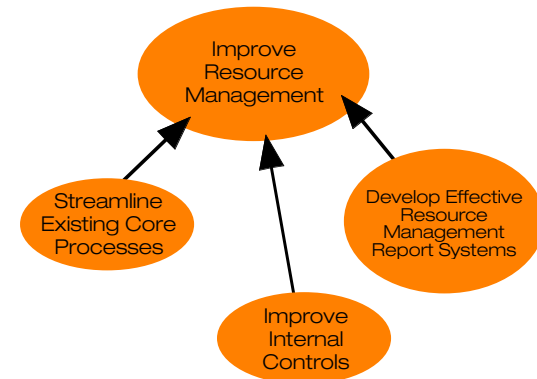 Improve
Resource
Management
Streamline
Existing Core
Processes
Develop Effective
Resource
Management
Report Systems
Improve
Internal
Controls